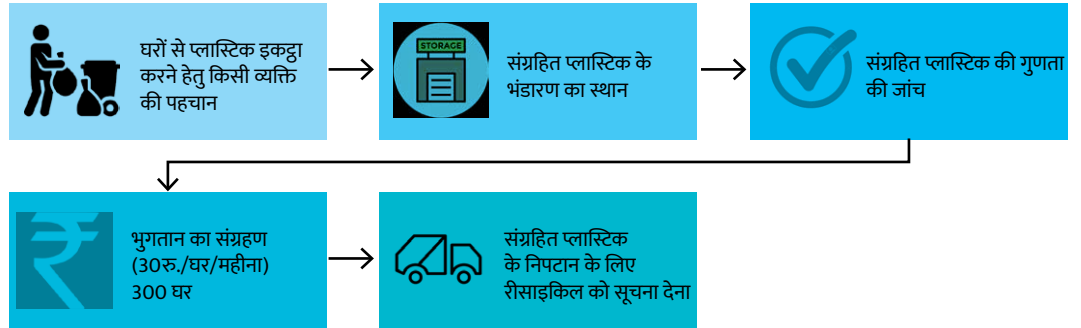 घरों से प्लास्टिक इकट्ठा
करने हेतु किसी व्यक्ति
की पहचान
STORAGE
संग्रहित प्लास्टिक के
भंडारण का स्थान
संग्रहित प्लास्टिक की गुणता
की जांच
भुगतान का संग्रहण
(30रु./घर/महीना)
300 घर
संग्रहित प्लास्टिक
के निपटान के लिए
रीसाइकिल को सूचना देना